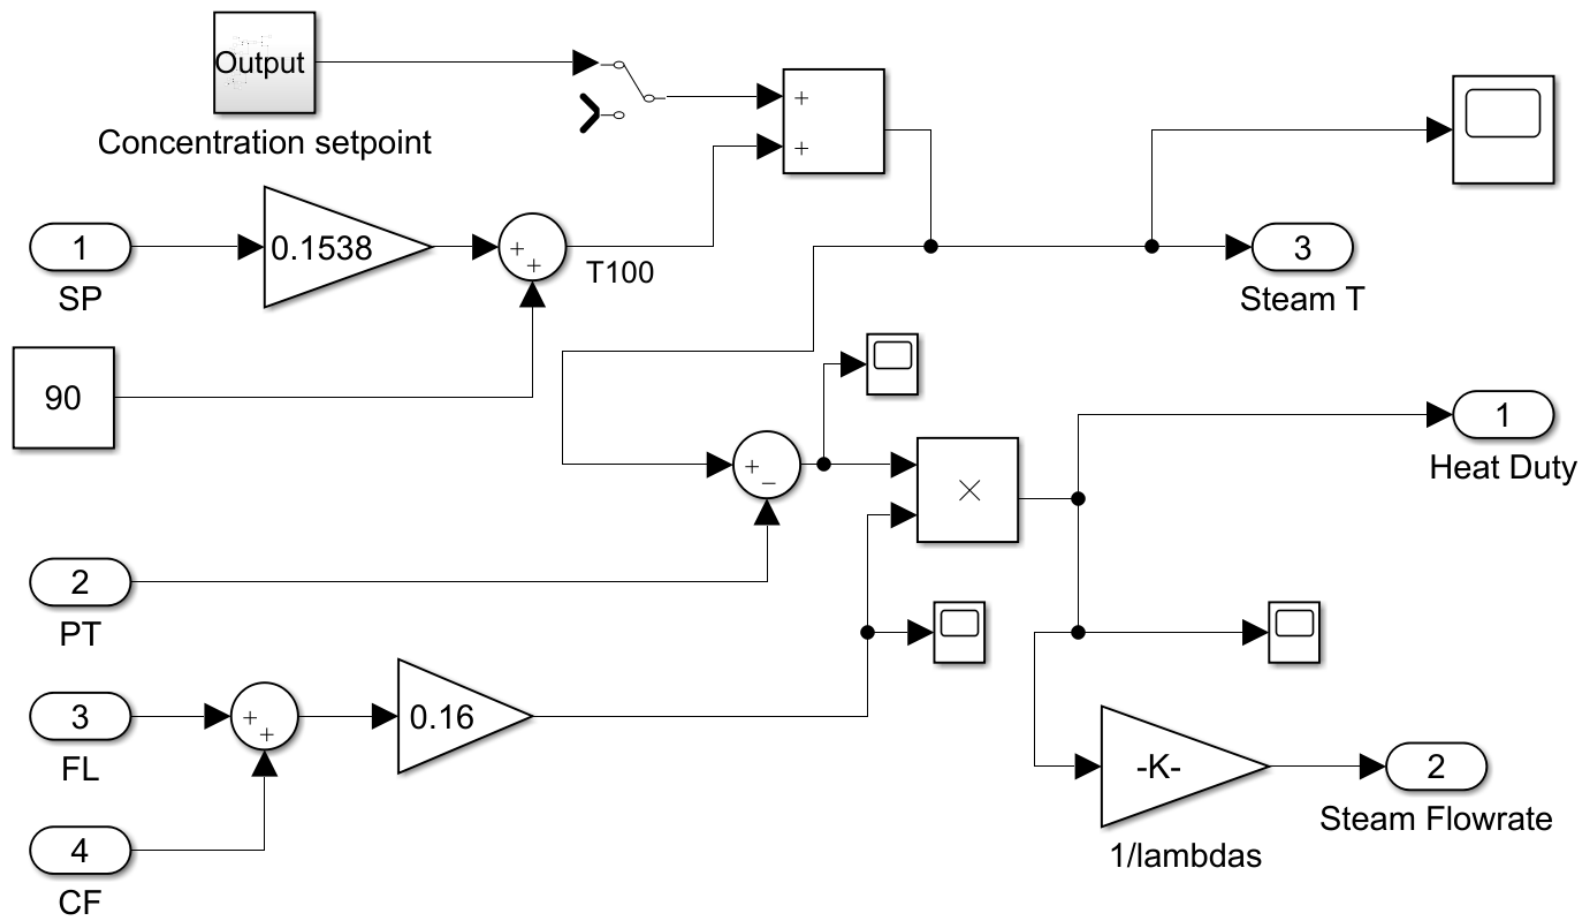 Output
Concentration setpoint
+
+
1
SP
0.1538
+
+
T100
3
Steam T
90
1
Heat Duty
+
−
×
2
PT
3
FL
+
+
0.16
-K-
1/lambdas
2
Steam Flowrate
4
CF